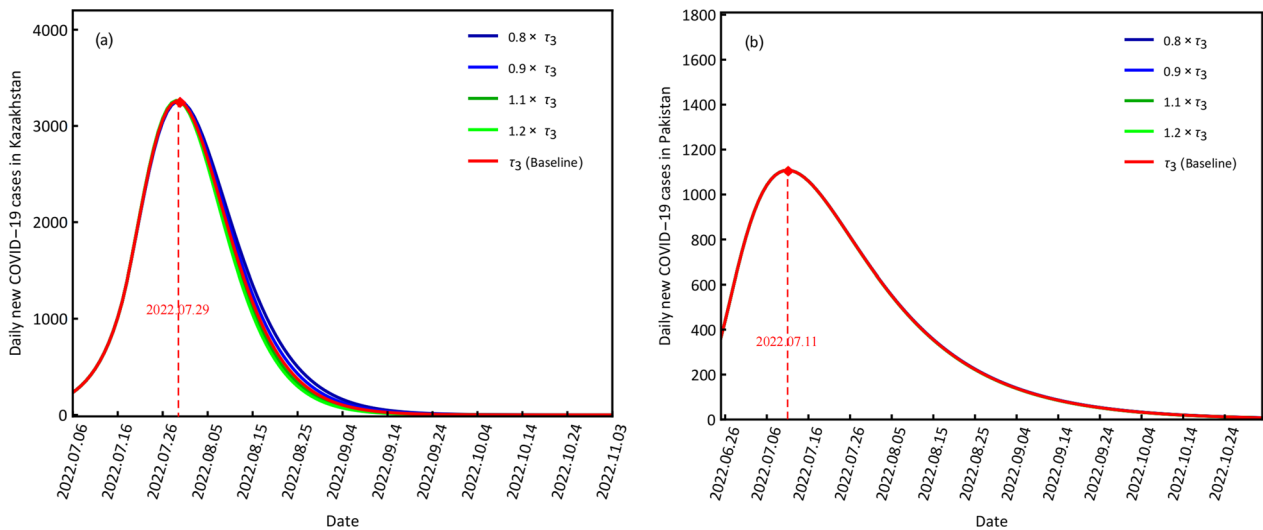 (a)
Daily new COVID−19 cases in Kazakhstan
4000
3000
2000
1000
0
0.8 × τ3
0.9 × τ3
1.1 × τ3
1.2 × τ3
τ3 (Baseline)
2022.07.29
2022.07.06
2022.07.16
2022.07.26
2022.08.05
2022.08.15
2022.08.25
2022.09.04
2022.09.14
2022.09.24
2022.10.04
2022.10.14
2022.10.24
2022.11.03
Date
(b)
Daily new COVID−19 cases in Pakistan
1800
1600
1400
1200
1000
800
600
400
200
0
0.8 × τ3
0.9 × τ3
1.1 × τ3
1.2 × τ3
τ3 (Baseline)
2022.07.11
2022.06.26
2022.07.06
2022.07.16
2022.07.26
2022.08.05
2022.08.15
2022.08.25
2022.09.04
2022.09.14
2022.09.24
2022.10.04
2022.10.14
2022.10.24
Date